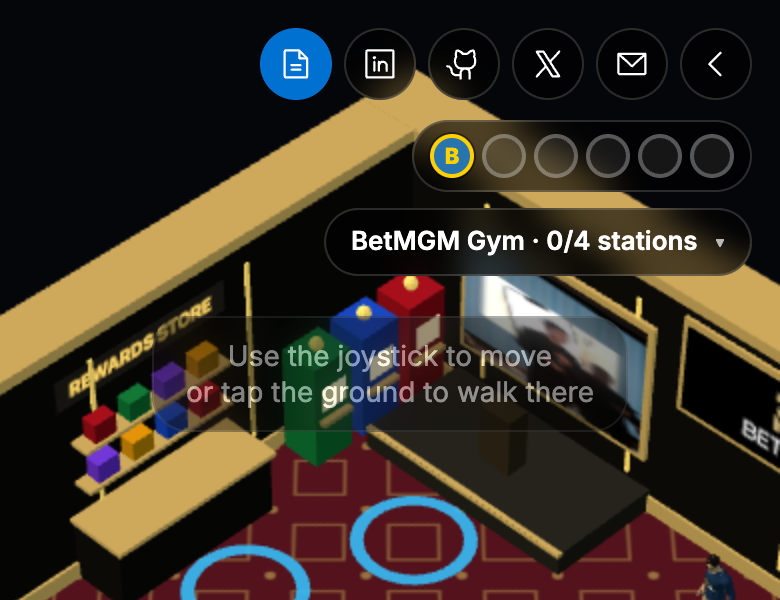 in
B
BetMGM Gym · 0/4 stations
REWARDS STORE
Use the joystick to move
or tap the ground to walk there
BET